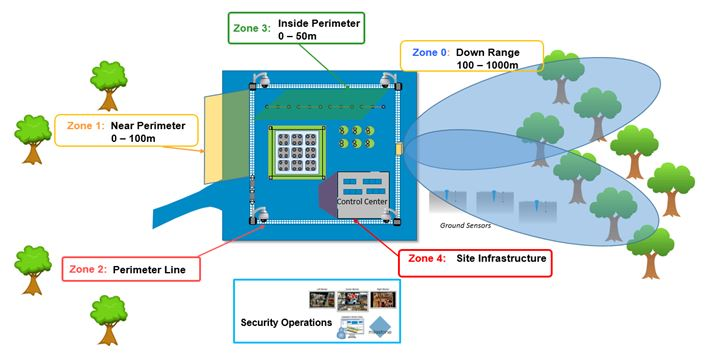 Zone 3: Inside Perimeter
0 – 50m
Zone 0: Down Range
100 – 1000m
Zone 1: Near Perimeter
0 – 100m
Control Center
Ground Sensors
Zone 2: Perimeter Line
Zone 4: Site Infrastructure
Security Operations